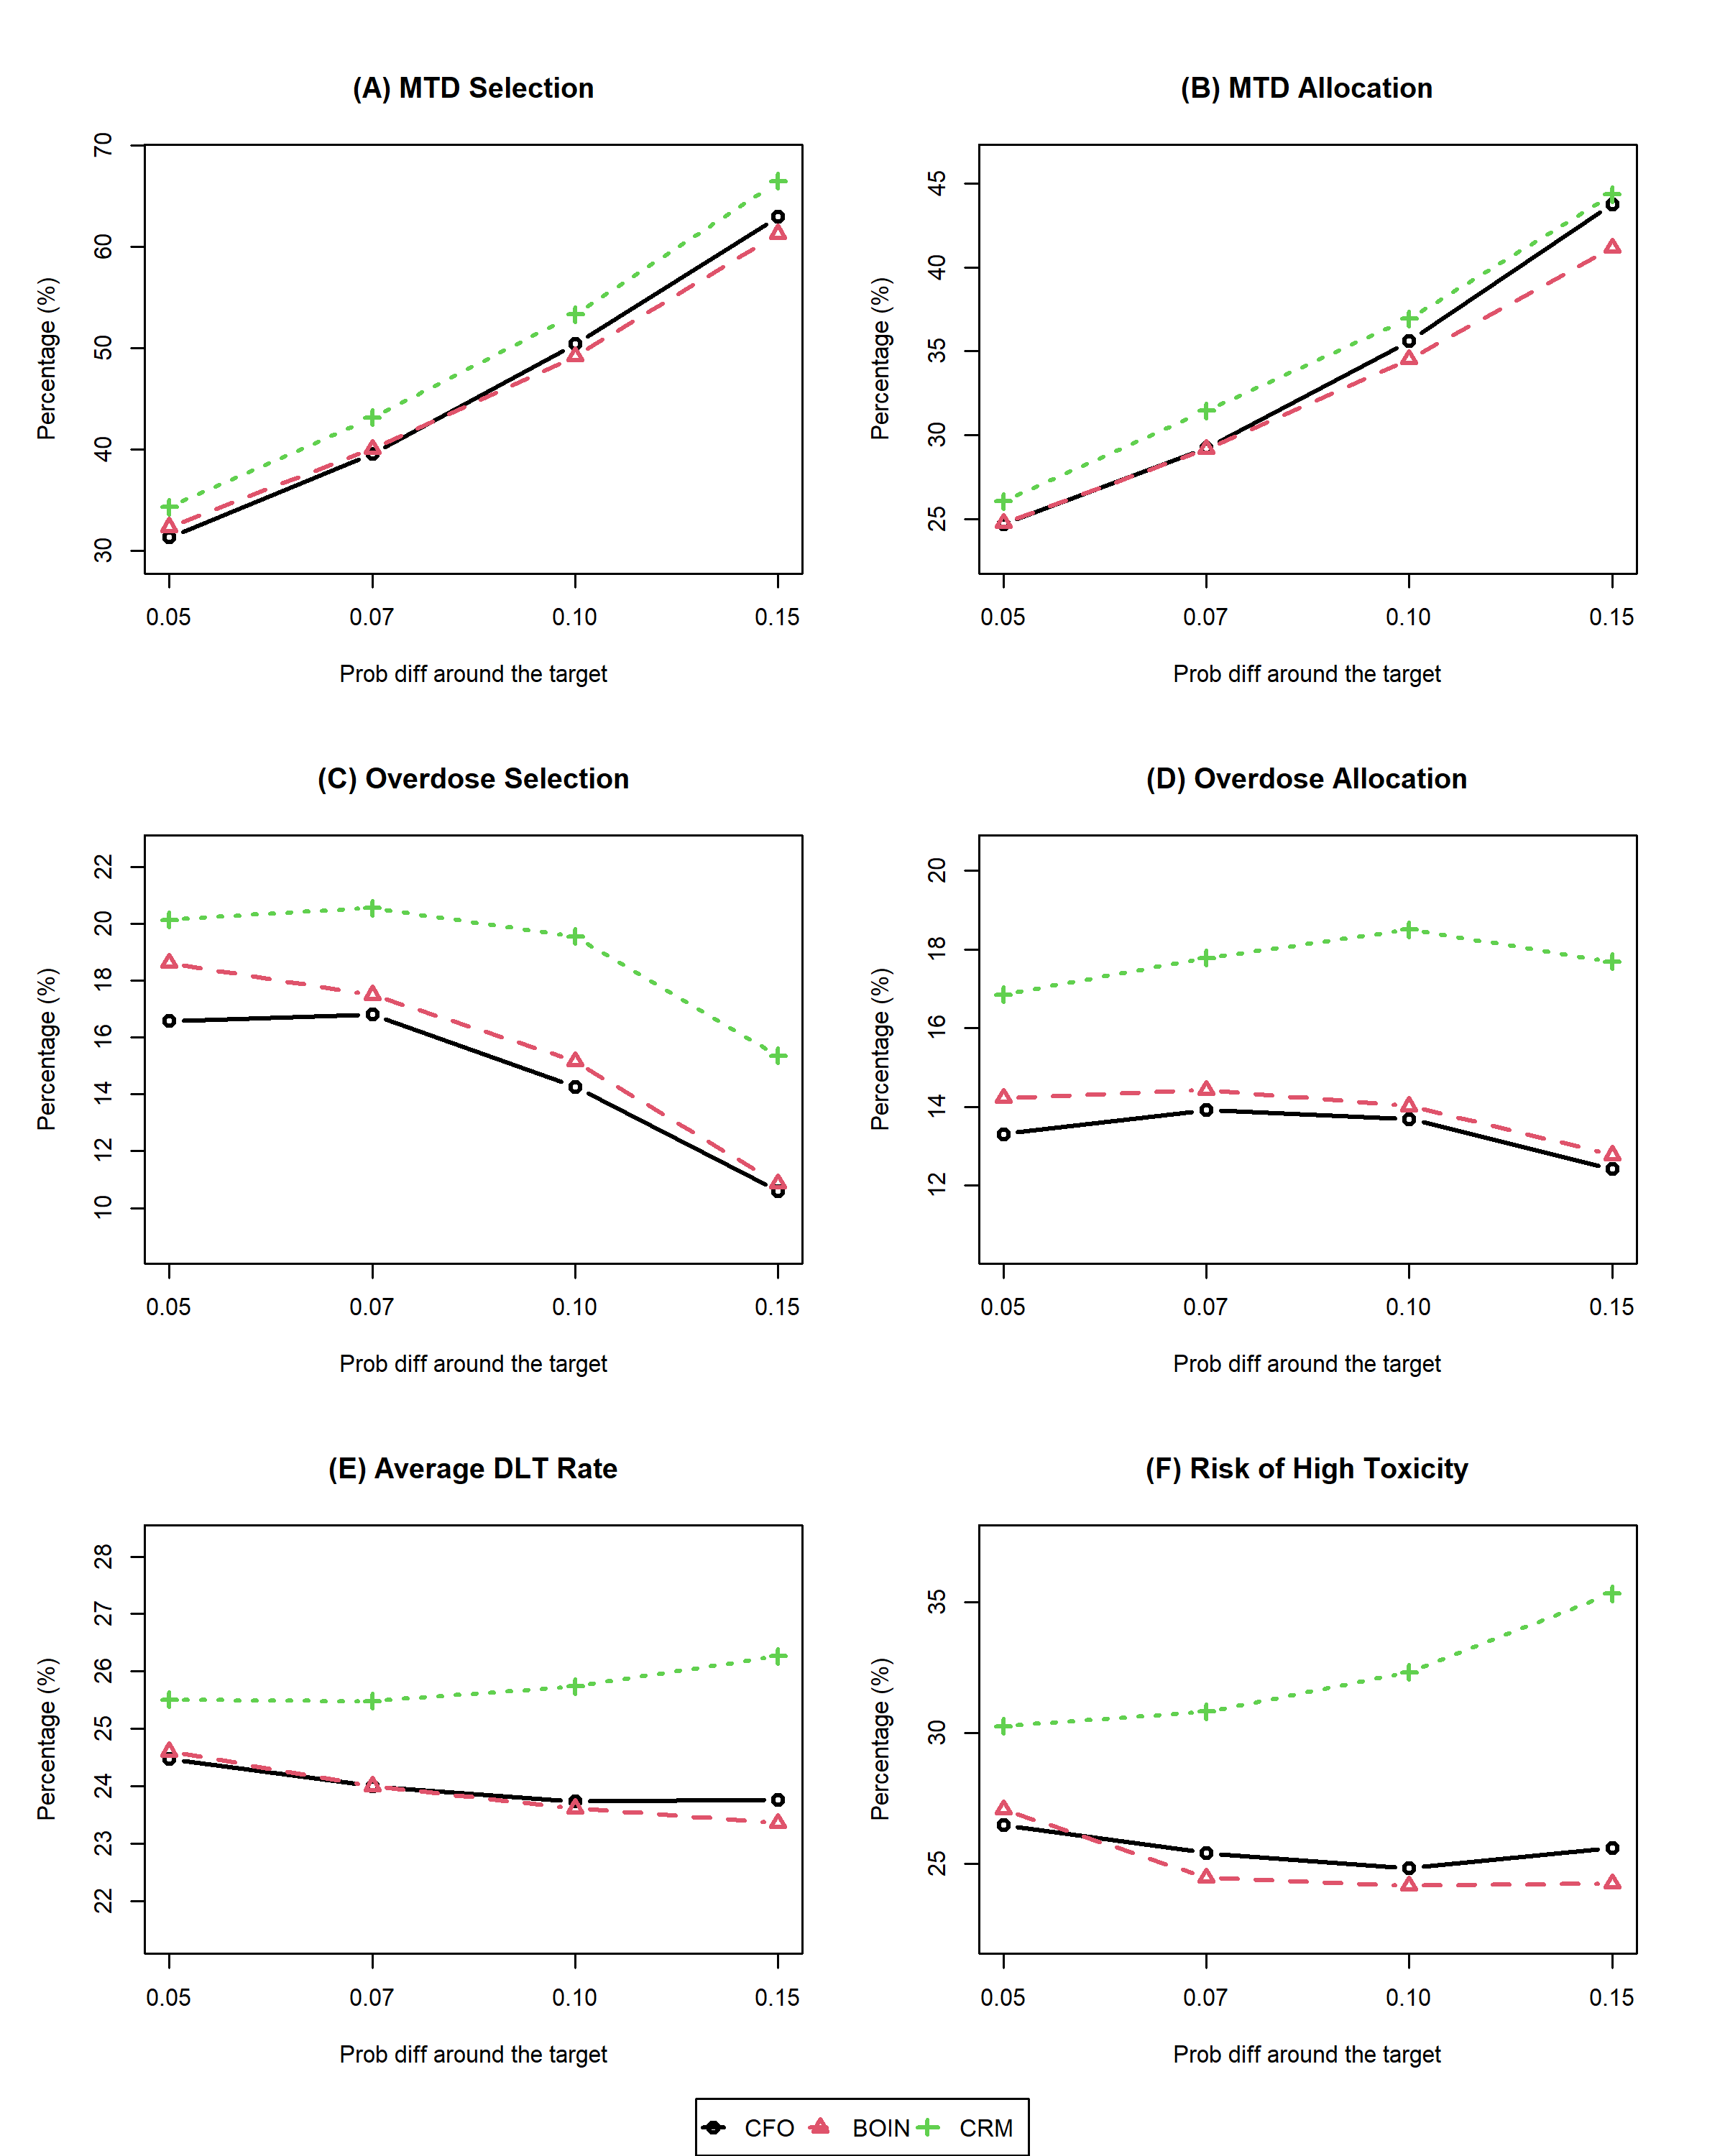 (A) MTD Selection
Percentage (%)
70
60
50
40
30
0.05 0.07 0.10 0.15
Prob diff around the target
(B) MTD Allocation
Percentage (%)
45
40
35
30
25
0.05 0.07 0.10 0.15
Prob diff around the target
(C) Overdose Selection
Percentage (%)
22
20
18
16
14
12
10
0.05 0.07 0.10 0.15
Prob diff around the target
(D) Overdose Allocation
Percentage (%)
20
18
16
14
12
0.05 0.07 0.10 0.15
Prob diff around the target
(E) Average DLT Rate
Percentage (%)
28
27
26
25
24
23
22
0.05 0.07 0.10 0.15
Prob diff around the target
(F) Risk of High Toxicity
Percentage (%)
35
30
25
0.05 0.07 0.10 0.15
Prob diff around the target
CFO BOIN CRM